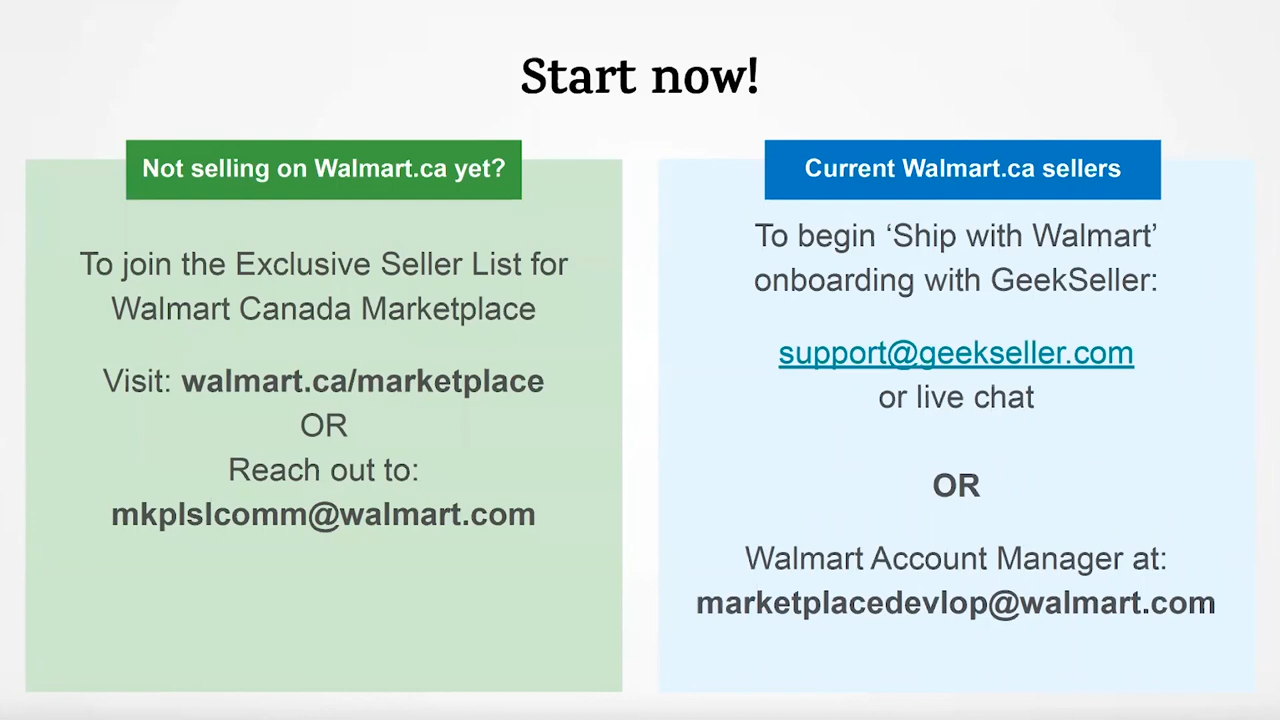 Start now!
Not selling on Walmart.ca yet?
To join the Exclusive Seller List for
Walmart Canada Marketplace
Visit: walmart.ca/marketplace
OR
Reach out to:
mkplslcomm@walmart.com
Current Walmart.ca sellers
To begin ‘Ship with Walmart’
onboarding with GeekSeller:
support@geekseller.com
or live chat
OR
Walmart Account Manager at:
marketplacedevlop@walmart.com